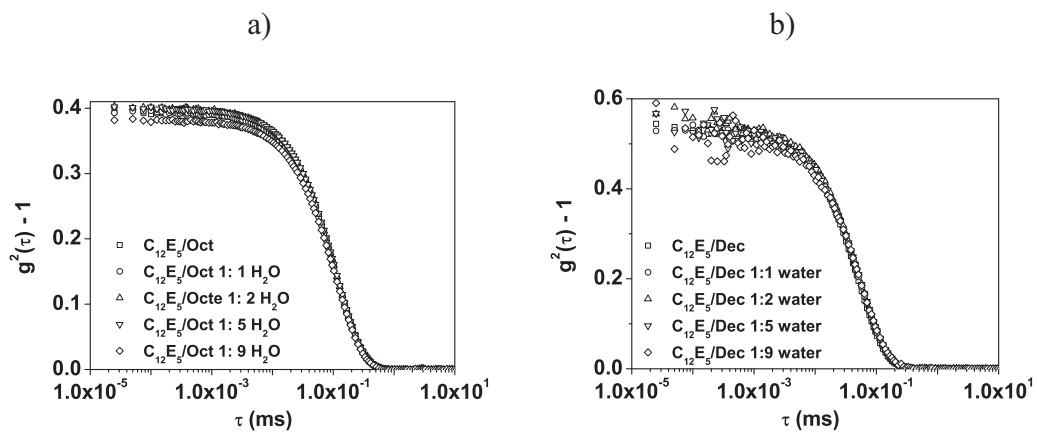 a)
b)
0.4
0.3
0.2
0.1
0.0
g²(τ) - 1
C₁₂E₅/Oct
C₁₂E₅/Oct 1: 1 H₂O
C₁₂E₅/Octe 1: 2 H₂O
C₁₂E₅/Oct 1: 5 H₂O
C₁₂E₅/Oct 1: 9 H₂O
1.0x10⁻⁵ 1.0x10⁻³ 1.0x10⁻¹ 1.0x10¹
τ (ms)
0.6
0.4
0.2
0.0
g²(τ) - 1
C₁₂E₅/Dec
C₁₂E₅/Dec 1:1 water
C₁₂E₅/Dec 1:2 water
C₁₂E₅/Dec 1:5 water
C₁₂E₅/Dec 1:9 water
1.0x10⁻⁵ 1.0x10⁻³ 1.0x10⁻¹ 1.0x10¹
τ (ms)